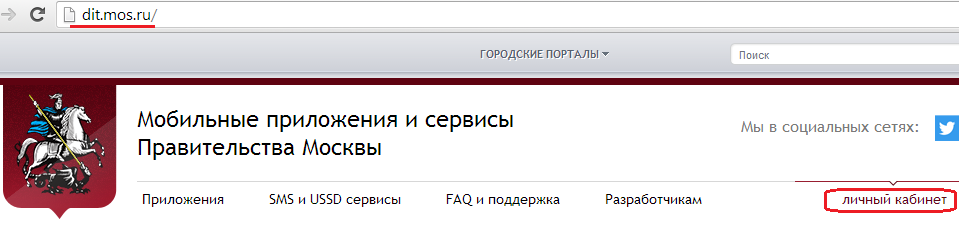 dit.mos.ru/
ГОРОДСКИЕ ПОРТАЛЫ
Поиск
Мобильные приложения и сервисы
Правительства Москвы
Мы в социальных сетях:
Приложения SMS и USSD сервисы FAQ и поддержка Разработчикам личный кабинет